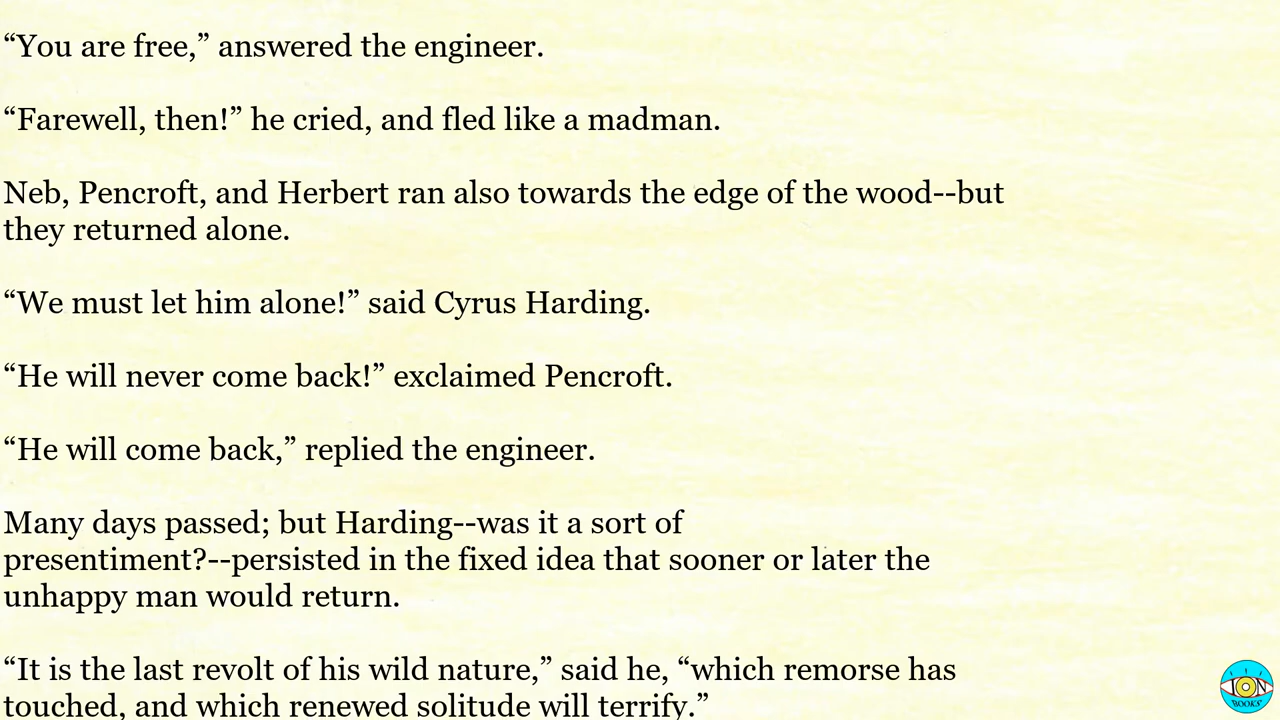 “You are free,” answered the engineer.
“Farewell, then!” he cried, and fled like a madman.
Neb, Pencroft, and Herbert ran also towards the edge of the wood--but
they returned alone.
“We must let him alone!” said Cyrus Harding.
“He will never come back!” exclaimed Pencroft.
“He will come back,” replied the engineer.
Many days passed; but Harding--was it a sort of
presentiment?--persisted in the fixed idea that sooner or later the
unhappy man would return.
“It is the last revolt of his wild nature,” said he, “which remorse has
touched, and which renewed solitude will terrify.”
ION
BOOKS